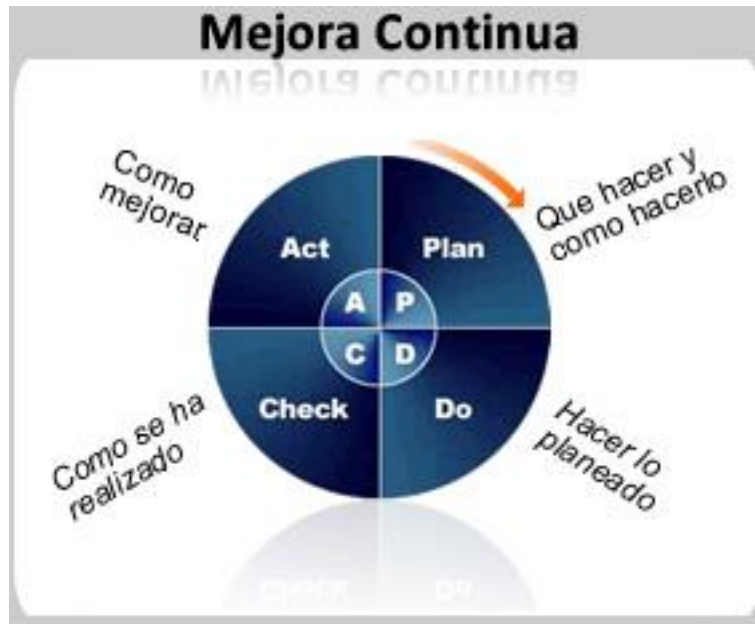 Mejora Continua
Como
mejorar
Que hacer y
como hacerlo
Act
Plan
A
P
C
D
Check
Do
Como se ha
realizado
Hacer lo
planeado